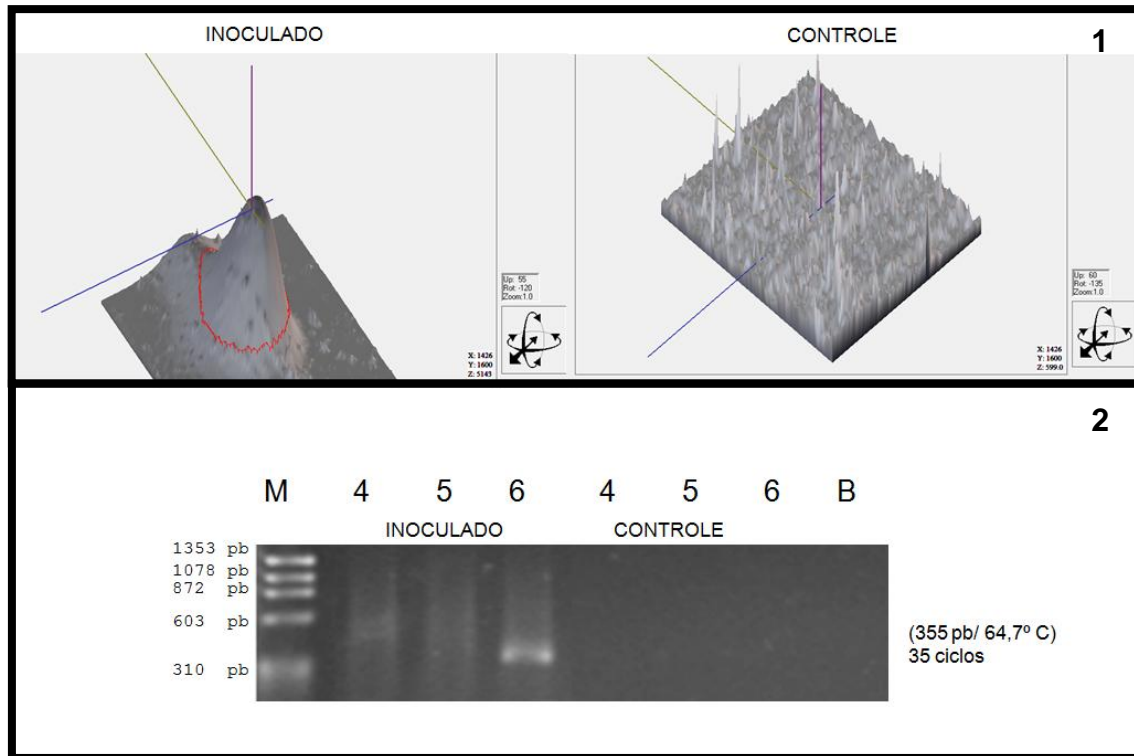 INOCULADO
CONTROLE
1
Up: 55
Rot: -120
Zoom:1.0
X: 1426
Y: 1600
Z: 5143
Up: 60
Rot: -135
Zoom:1.0
X: 1426
Y: 1600
Z: 599.0
2
M 4 5 6 4 5 6 B
INOCULADO CONTROLE
1353 pb
1078 pb
872 pb
603 pb
310 pb
(355 pb/ 64,7º C)
35 ciclos